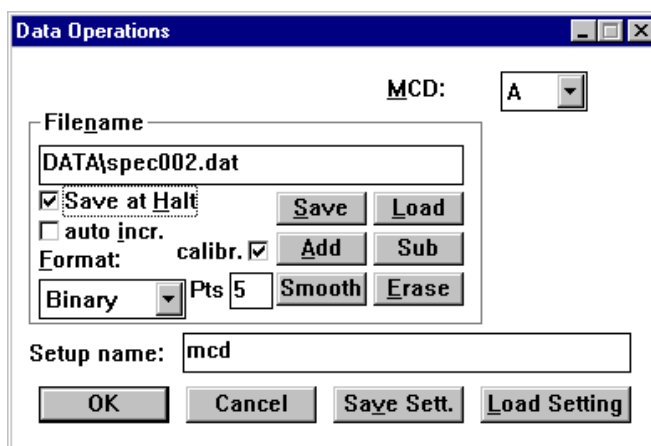 Data Operations
MCD: A
Filename
DATA\spec002.dat
Save at Halt
Save Load
auto incr.
calibr. Add Sub
Format:
Binary Pts 5 Smooth Erase
Setup name: mcd
OK Cancel Save Sett. Load Setting